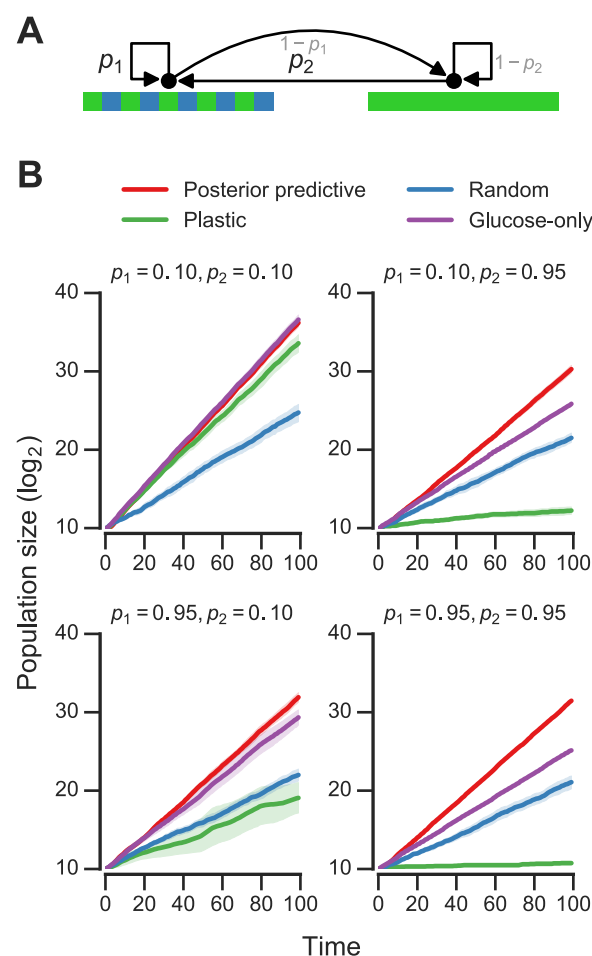 A
p1
1−p1
p2
1−p2
B
Posterior predictive
Random
Plastic
Glucose-only
p1 = 0.10, p2 = 0.10
p1 = 0.10, p2 = 0.95
40
30
20
10
0 20 40 60 80 100
40
30
20
10
0 20 40 60 80 100
Population size (log2)
p1 = 0.95, p2 = 0.10
p1 = 0.95, p2 = 0.95
40
30
20
10
0 20 40 60 80 100
40
30
20
10
0 20 40 60 80 100
Time